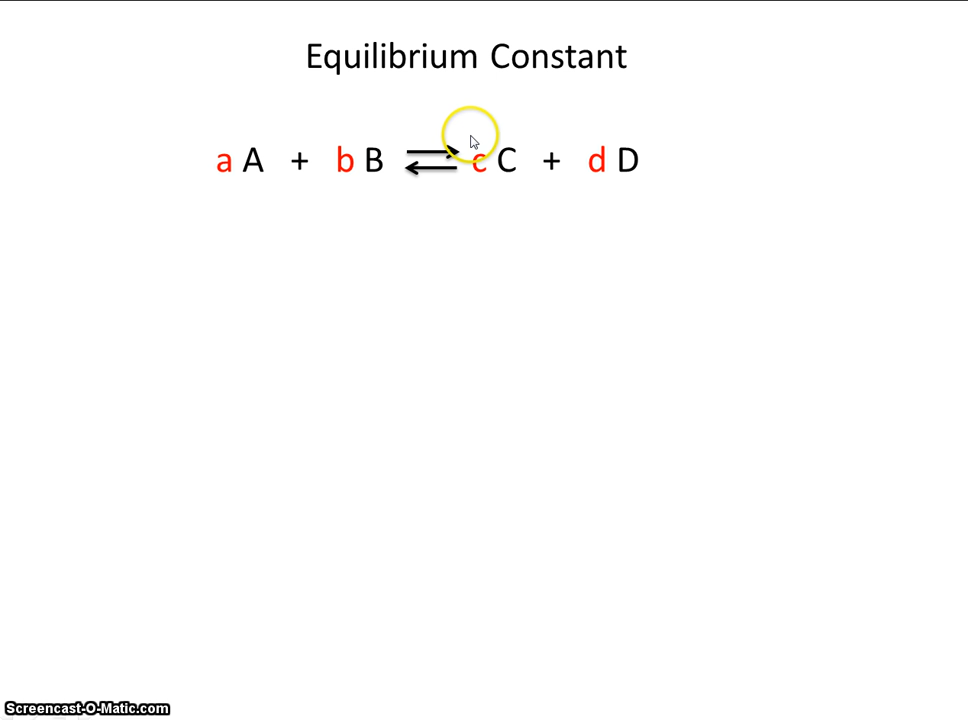 Equilibrium Constant
a A + b B ⇌ c C + d D
Screencast-O-Matic.com